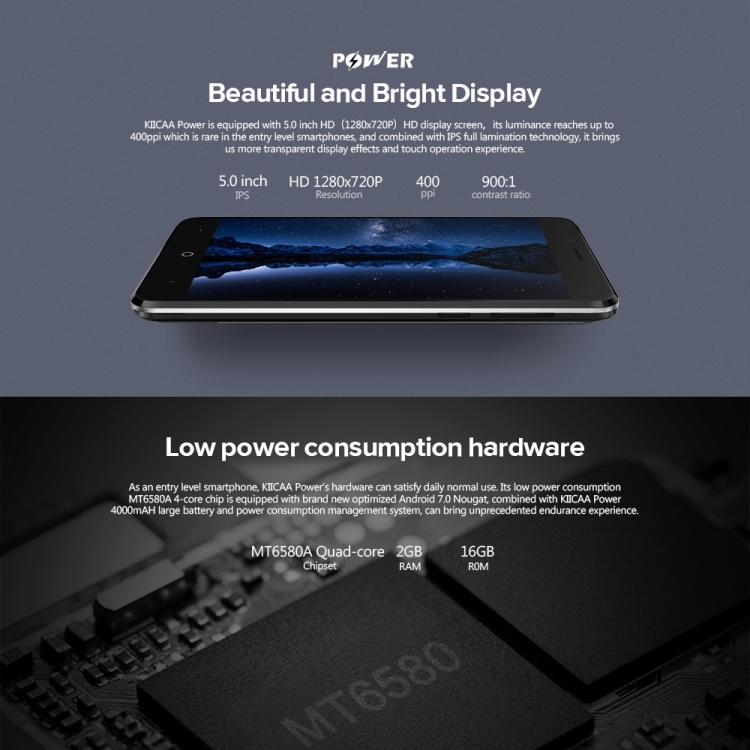 POWER
Beautiful and Bright Display
KIICAA Power is equipped with 5.0 inch HD（1280x720P）HD display screen，its luminance reaches up to
400ppi which is rare in the entry level smartphones, and combined with IPS full lamination technology, it brings
us more transparent display effects and touch operation experience.
5.0 inch HD 1280x720P 400 900:1
IPS Resolution ppi contrast ratio
Low power consumption hardware
As an entry level smartphone, KIICAA Power's hardware can satisfy daily normal use. Its low power consumption
MT6580A 4-core chip is equipped with brand new optimized Android 7.0 Nougat, combined with KIICAA Power
4000mAH large battery and power consumption management system, can bring unprecedented endurance experience.
MT6580A Quad-core 2GB 16GB
Chipset RAM ROM
MT6580